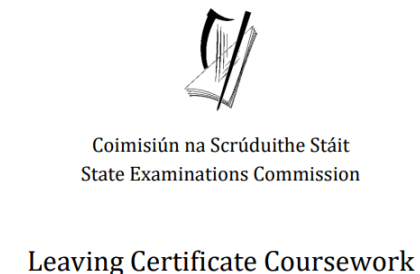 Coimisiún na Scrúduithe Stáit
State Examinations Commission
Leaving Certificate Coursework